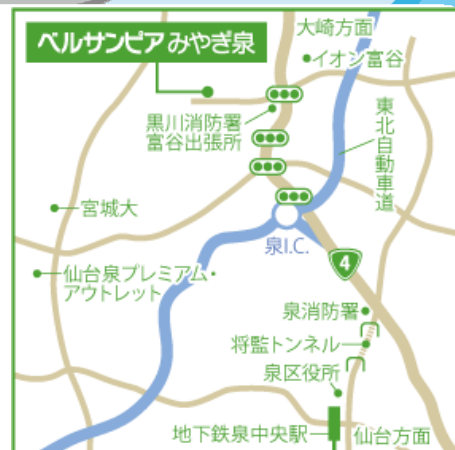 ベルサンピアみやぎ泉
大崎方面
イオン富谷
黒川消防署
富谷出張所
東北自動車道
宮城大
泉I.C.
仙台泉プレミアム・
アウトレット
4
泉消防署
将監トンネル
泉区役所
地下鉄泉中央駅
仙台方面